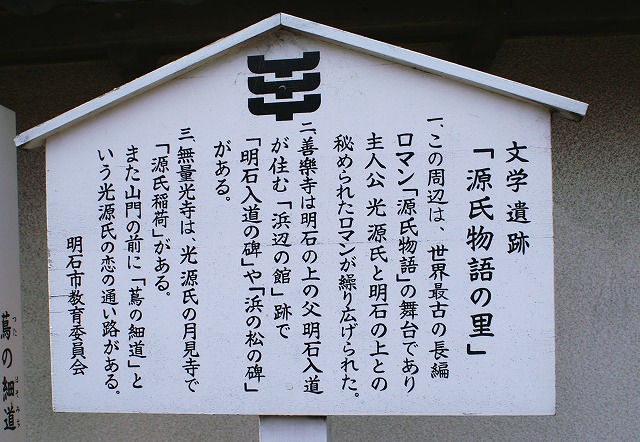 文学遺跡
「源氏物語の里」
一、この周辺は、世界最古の長編
ロマン「源氏物語」の舞台であり
主人公 光源氏と明石の上との
秘められたロマンが繰り広げられた。
二、善樂寺は明石の上の父明石入道
が住む「浜辺の館」跡で
「明石入道の碑」や「浜の松の碑」
がある。
三、無量光寺は、光源氏の月見寺で
「源氏稲荷」がある。
また山門の前に「蔦の細道」と
いう光源氏の恋の通い路がある。
明石市教育委員会
蔦の細道
つた
ほそみち